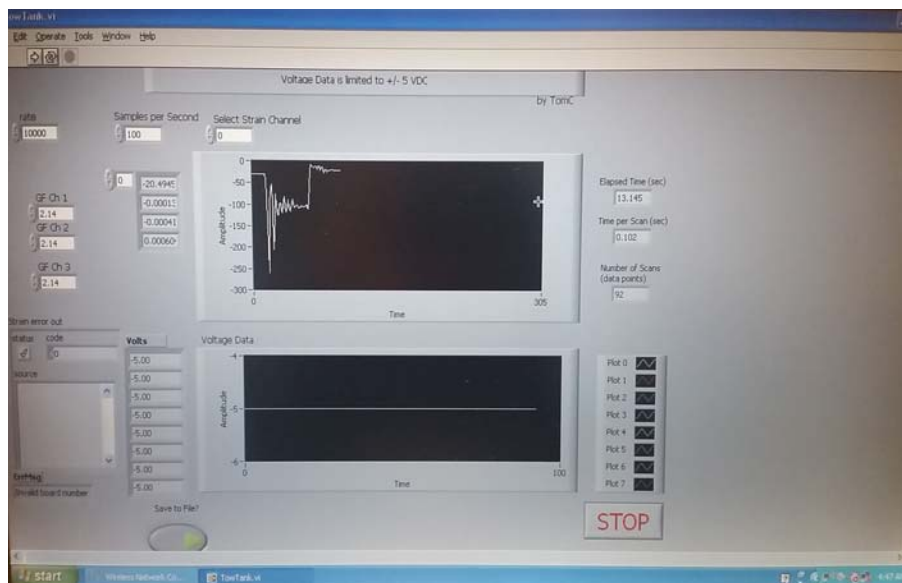 TowTank.vi
Edit Operate Tools Window Help
Voltage Data is limited to +/- 5 VDC
by TomC
rate
10000
Samples per Second
100
Select Strain Channel
0
0
-20.4945
-0.00013
-0.00041
0.00060
GF Ch 1
2.14
GF Ch 2
2.14
GF Ch 3
2.14
Amplitude
0
-50
-100
-150
-200
-250
-300
0
305
Time
Elapsed Time (sec)
13.145
Time per Scan (sec)
0.102
Number of Scans
(data points)
92
Strain error out
status code
0
source
Volts
-5.00
-5.00
-5.00
-5.00
-5.00
-5.00
-5.00
-5.00
Voltage Data
Amplitude
-4
-5
-6
0
100
Time
Plot 0
Plot 1
Plot 2
Plot 3
Plot 4
Plot 5
Plot 6
Plot 7
ErrMsg
Invalid board number
Save to File?
STOP
start
Wireless Network Co...
TowTank.vi